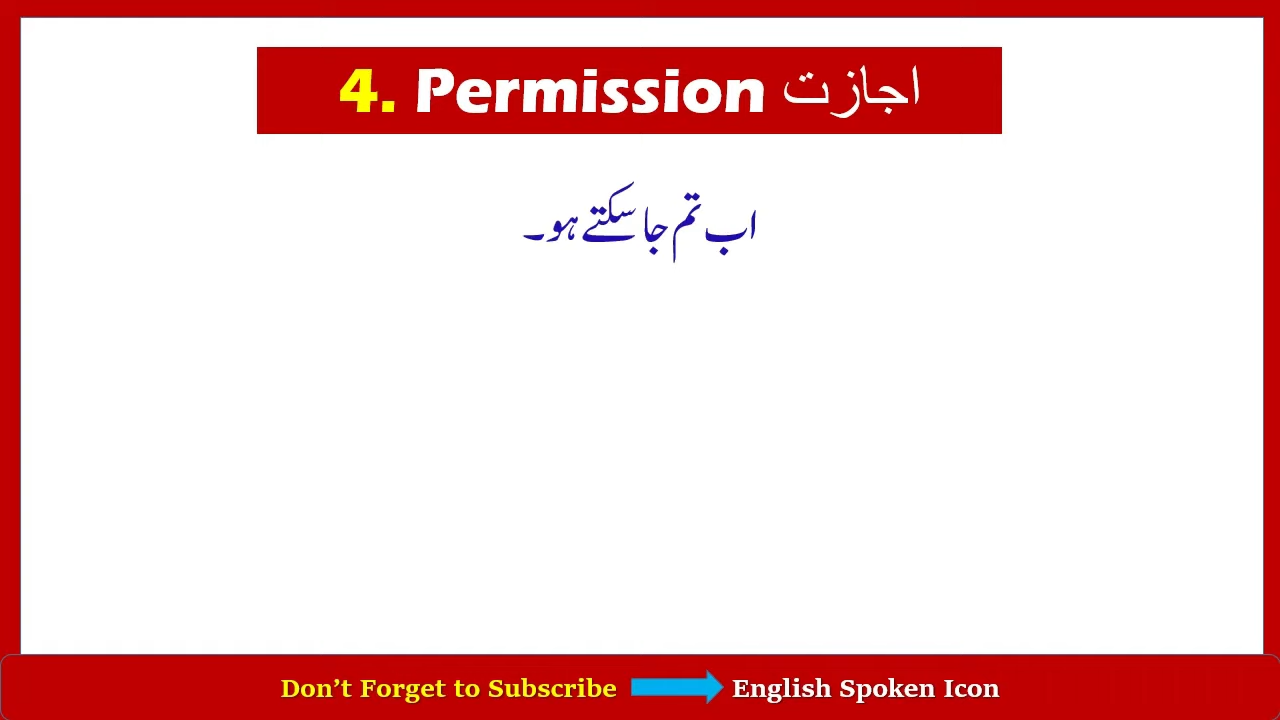 4. Permission اجازت
اب تم جا سکتے ہو۔
Don’t Forget to Subscribe English Spoken Icon